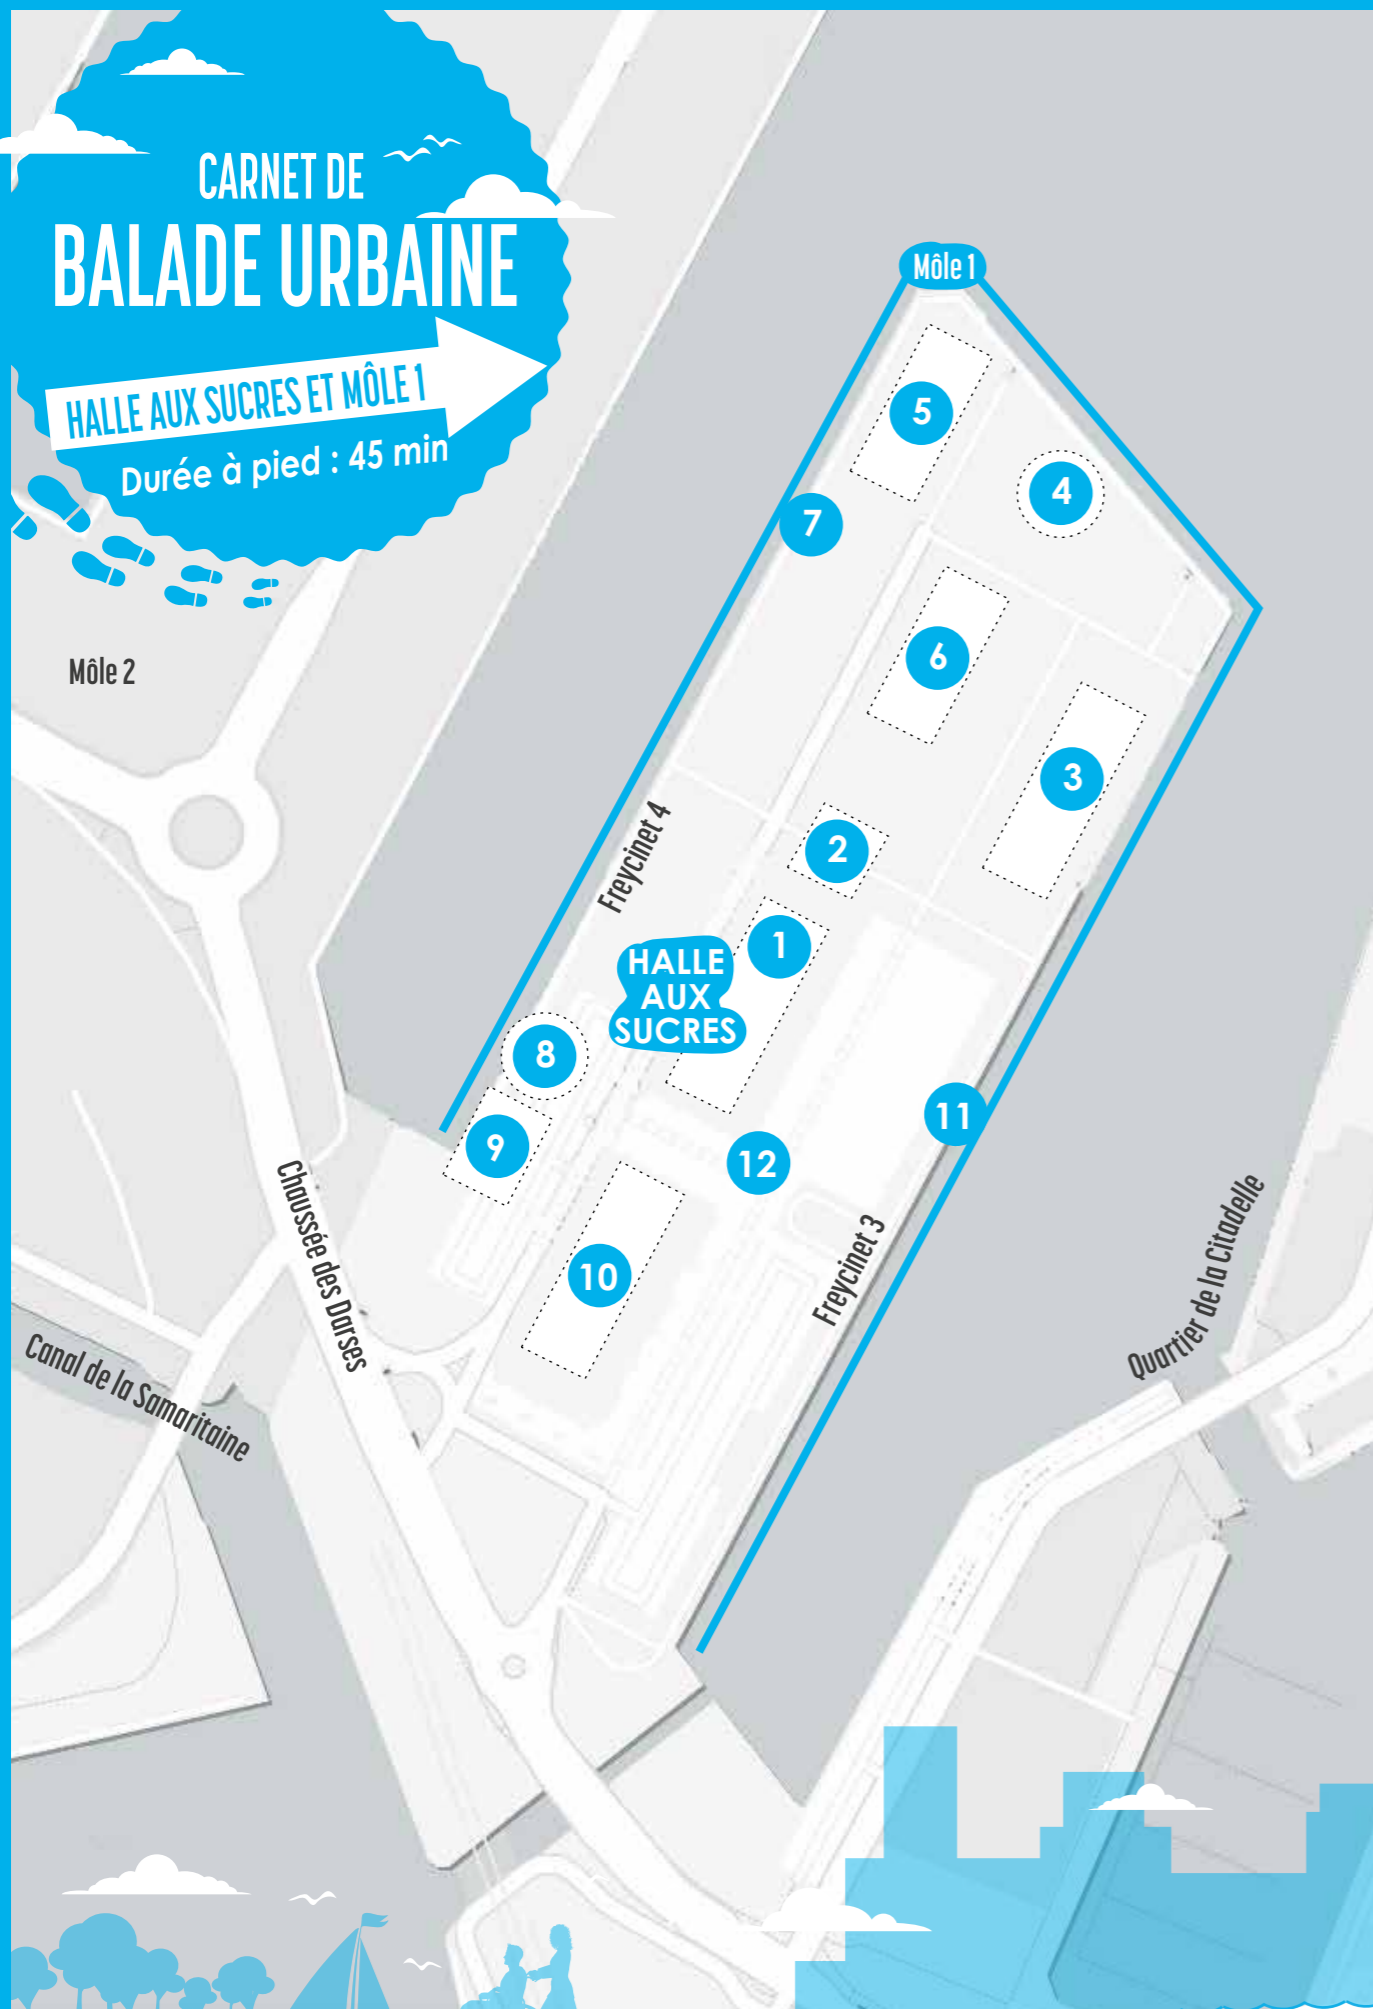 CARNET DE
BALADE URBAINE
HALLE AUX SUCRES ET MÔLE 1
Durée à pied : 45 min
Môle 1
5
4
7
Môle 2
6
3
Freycinet 4
2
1
HALLE
AUX
SUCRES
8
9
11
12
10
Chaussée des Darses
Freycinet 3
Quartier de la Citadelle
Canal de la Samaritaine